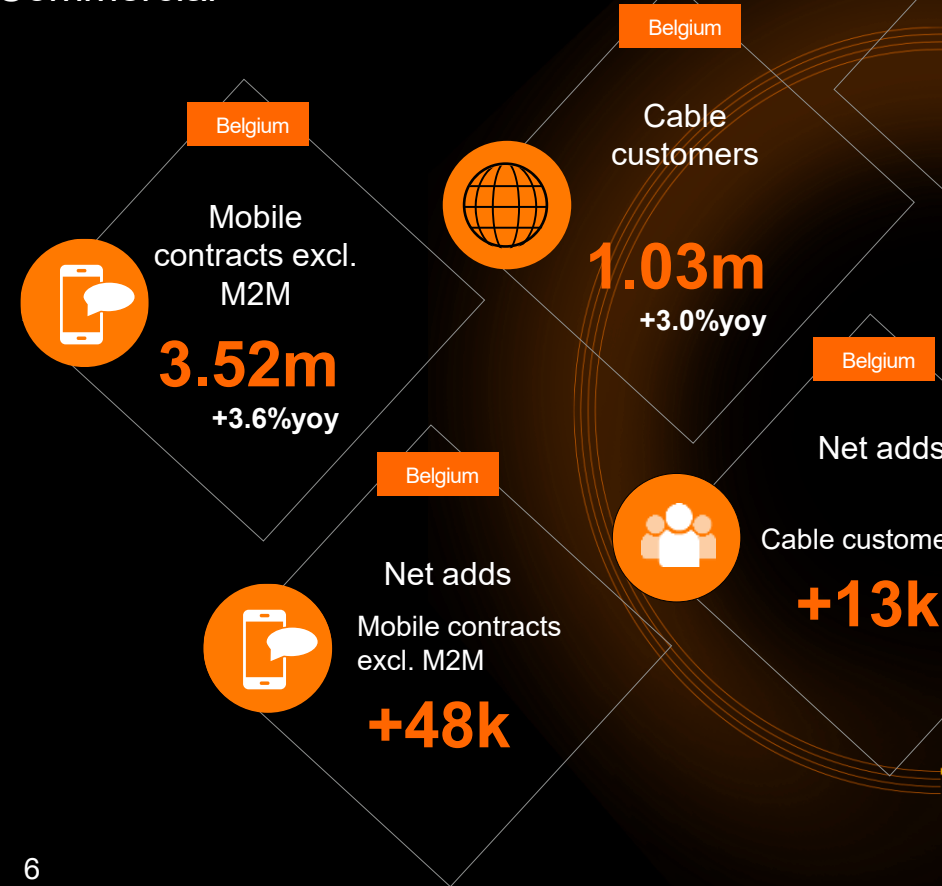 Belgium
Mobile
contracts excl.
M2M
3.52m
+3.6%yoy
Belgium
Cable
customers
1.03m
+3.0%yoy
Belgium
Net adds
Mobile contracts
excl. M2M
+48k
Belgium
Net adds
Cable custome
+13k
6